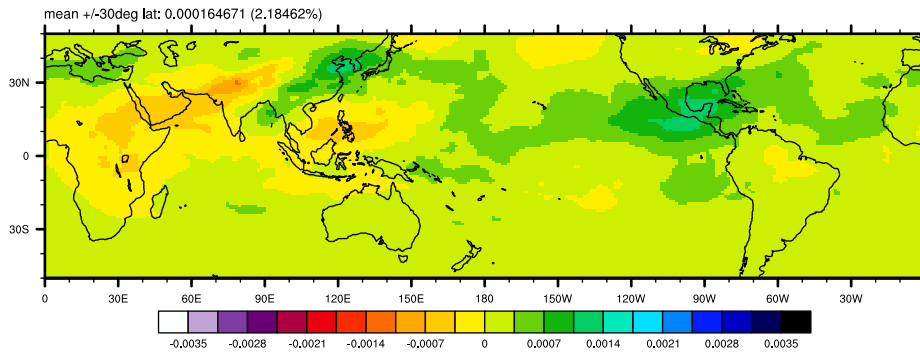 mean +/-30deg lat: 0.000164671 (2.18462%)
30N
0
30S
0 30E 60E 90E 120E 150E 180 150W 120W 90W 60W 30W
-0.0035 -0.0028 -0.0021 -0.0014 -0.0007 0 0.0007 0.0014 0.0021 0.0028 0.0035